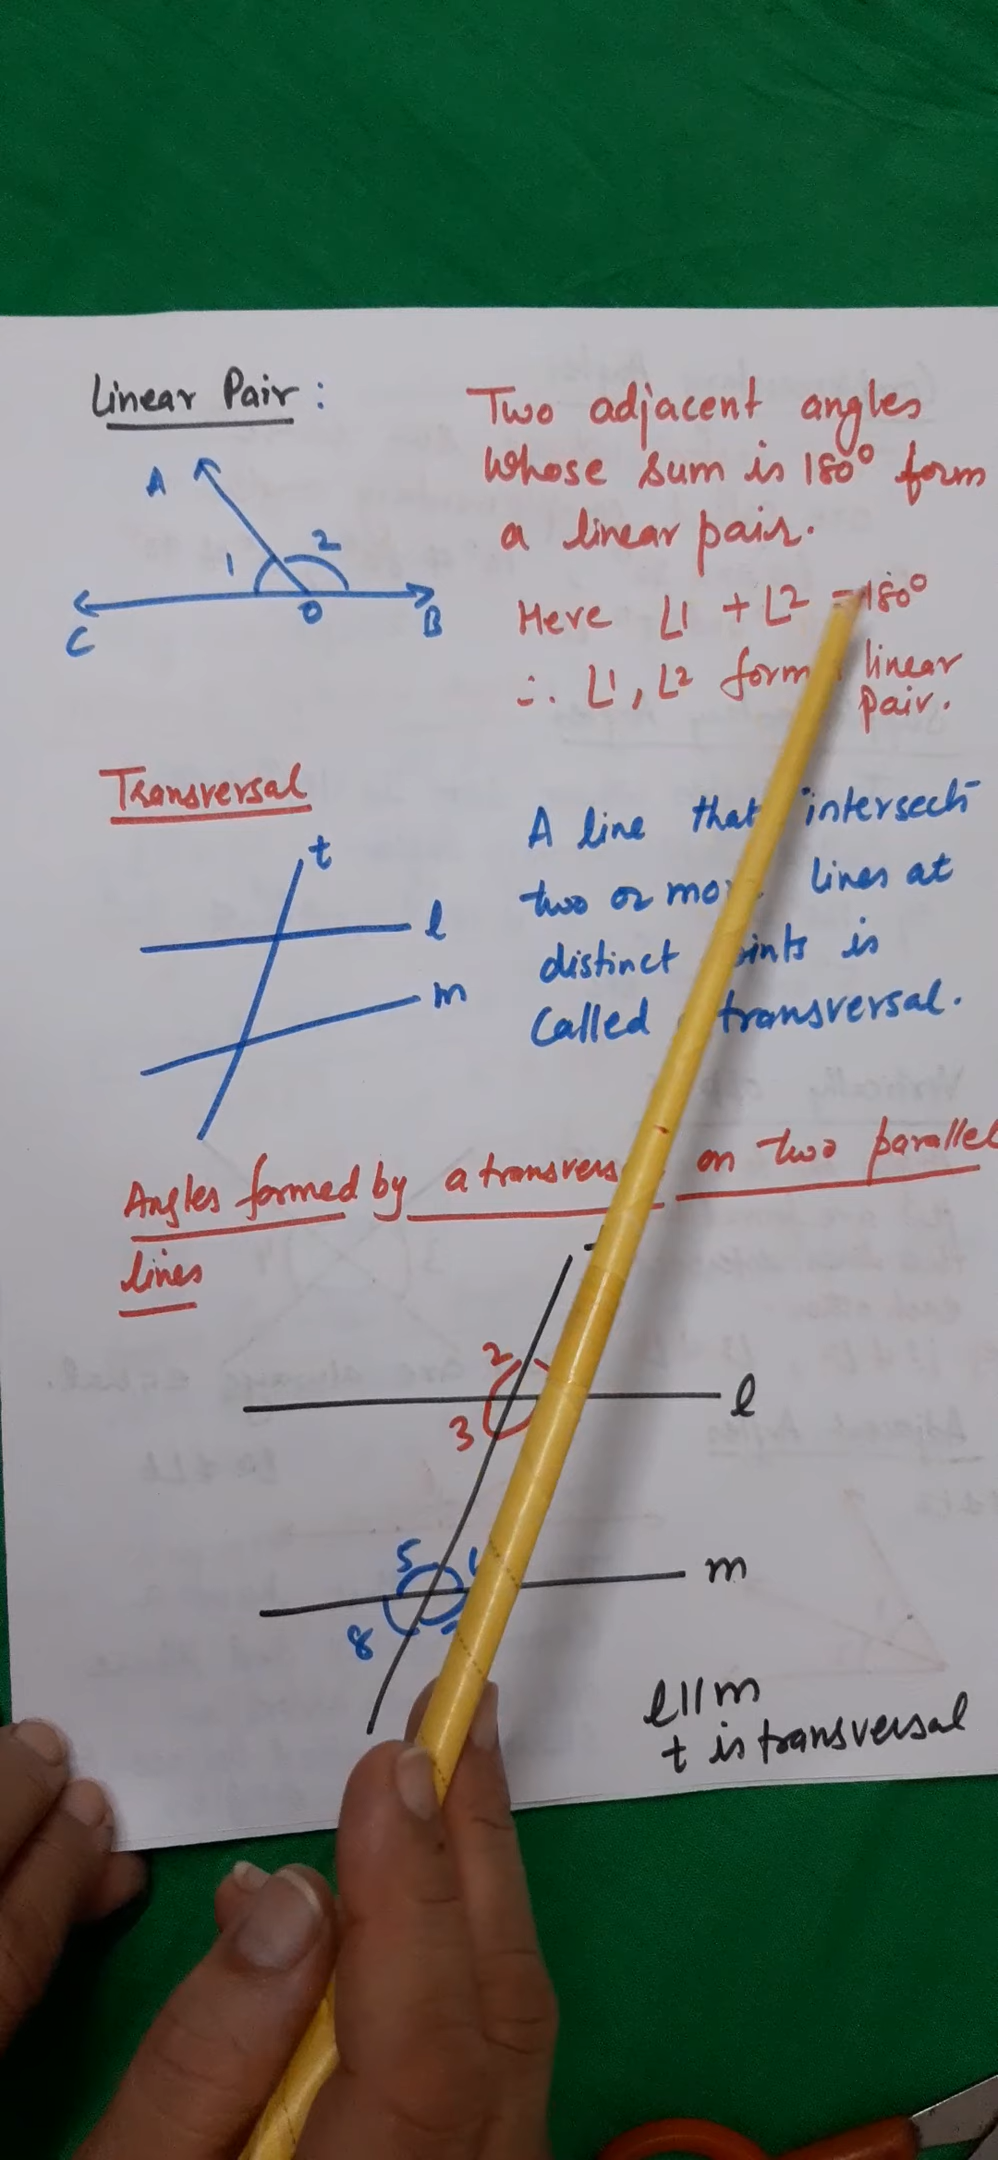 Linear Pair:
Two adjacent angles
whose sum is 180° form
a linear pair.
A
1
2
C
O
B
Here ∠1 + ∠2 = 180°
∴ ∠1, ∠2 form linear
pair.
Transversal
t
l
m
A line that intersect
two or lines at
distinct is
called transversal.
Angles formed by a on two parallel
lines
2
3
l
5
8
m
l||m
t is transversal